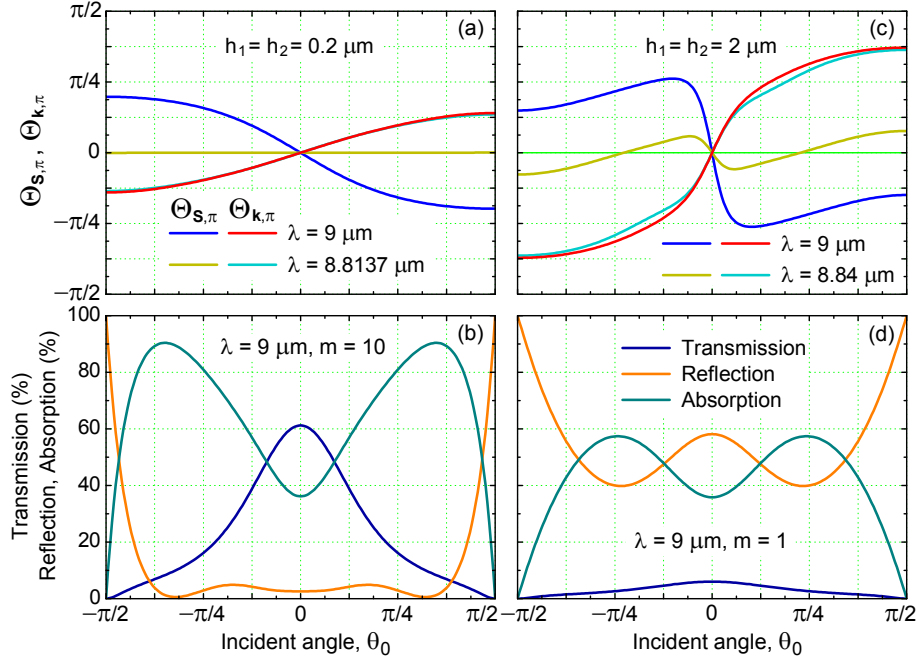 π/2
π/4
0
−π/4
−π/2
Θ_S,π , Θ_k,π
(a)
h₁ = h₂ = 0.2 μm
Θ_S,π Θ_k,π
λ = 9 μm
λ = 8.8137 μm
(c)
h₁ = h₂ = 2 μm
λ = 9 μm
λ = 8.84 μm
100
80
60
40
20
0
Transmission (%)
Reflection, Absorption (%)
(b)
λ = 9 μm, m = 10
(d)
Transmission
Reflection
Absorption
λ = 9 μm, m = 1
−π/2 −π/4 0 π/4 π/2
−π/2 −π/4 0 π/4 π/2
Incident angle, θ₀
Incident angle, θ₀